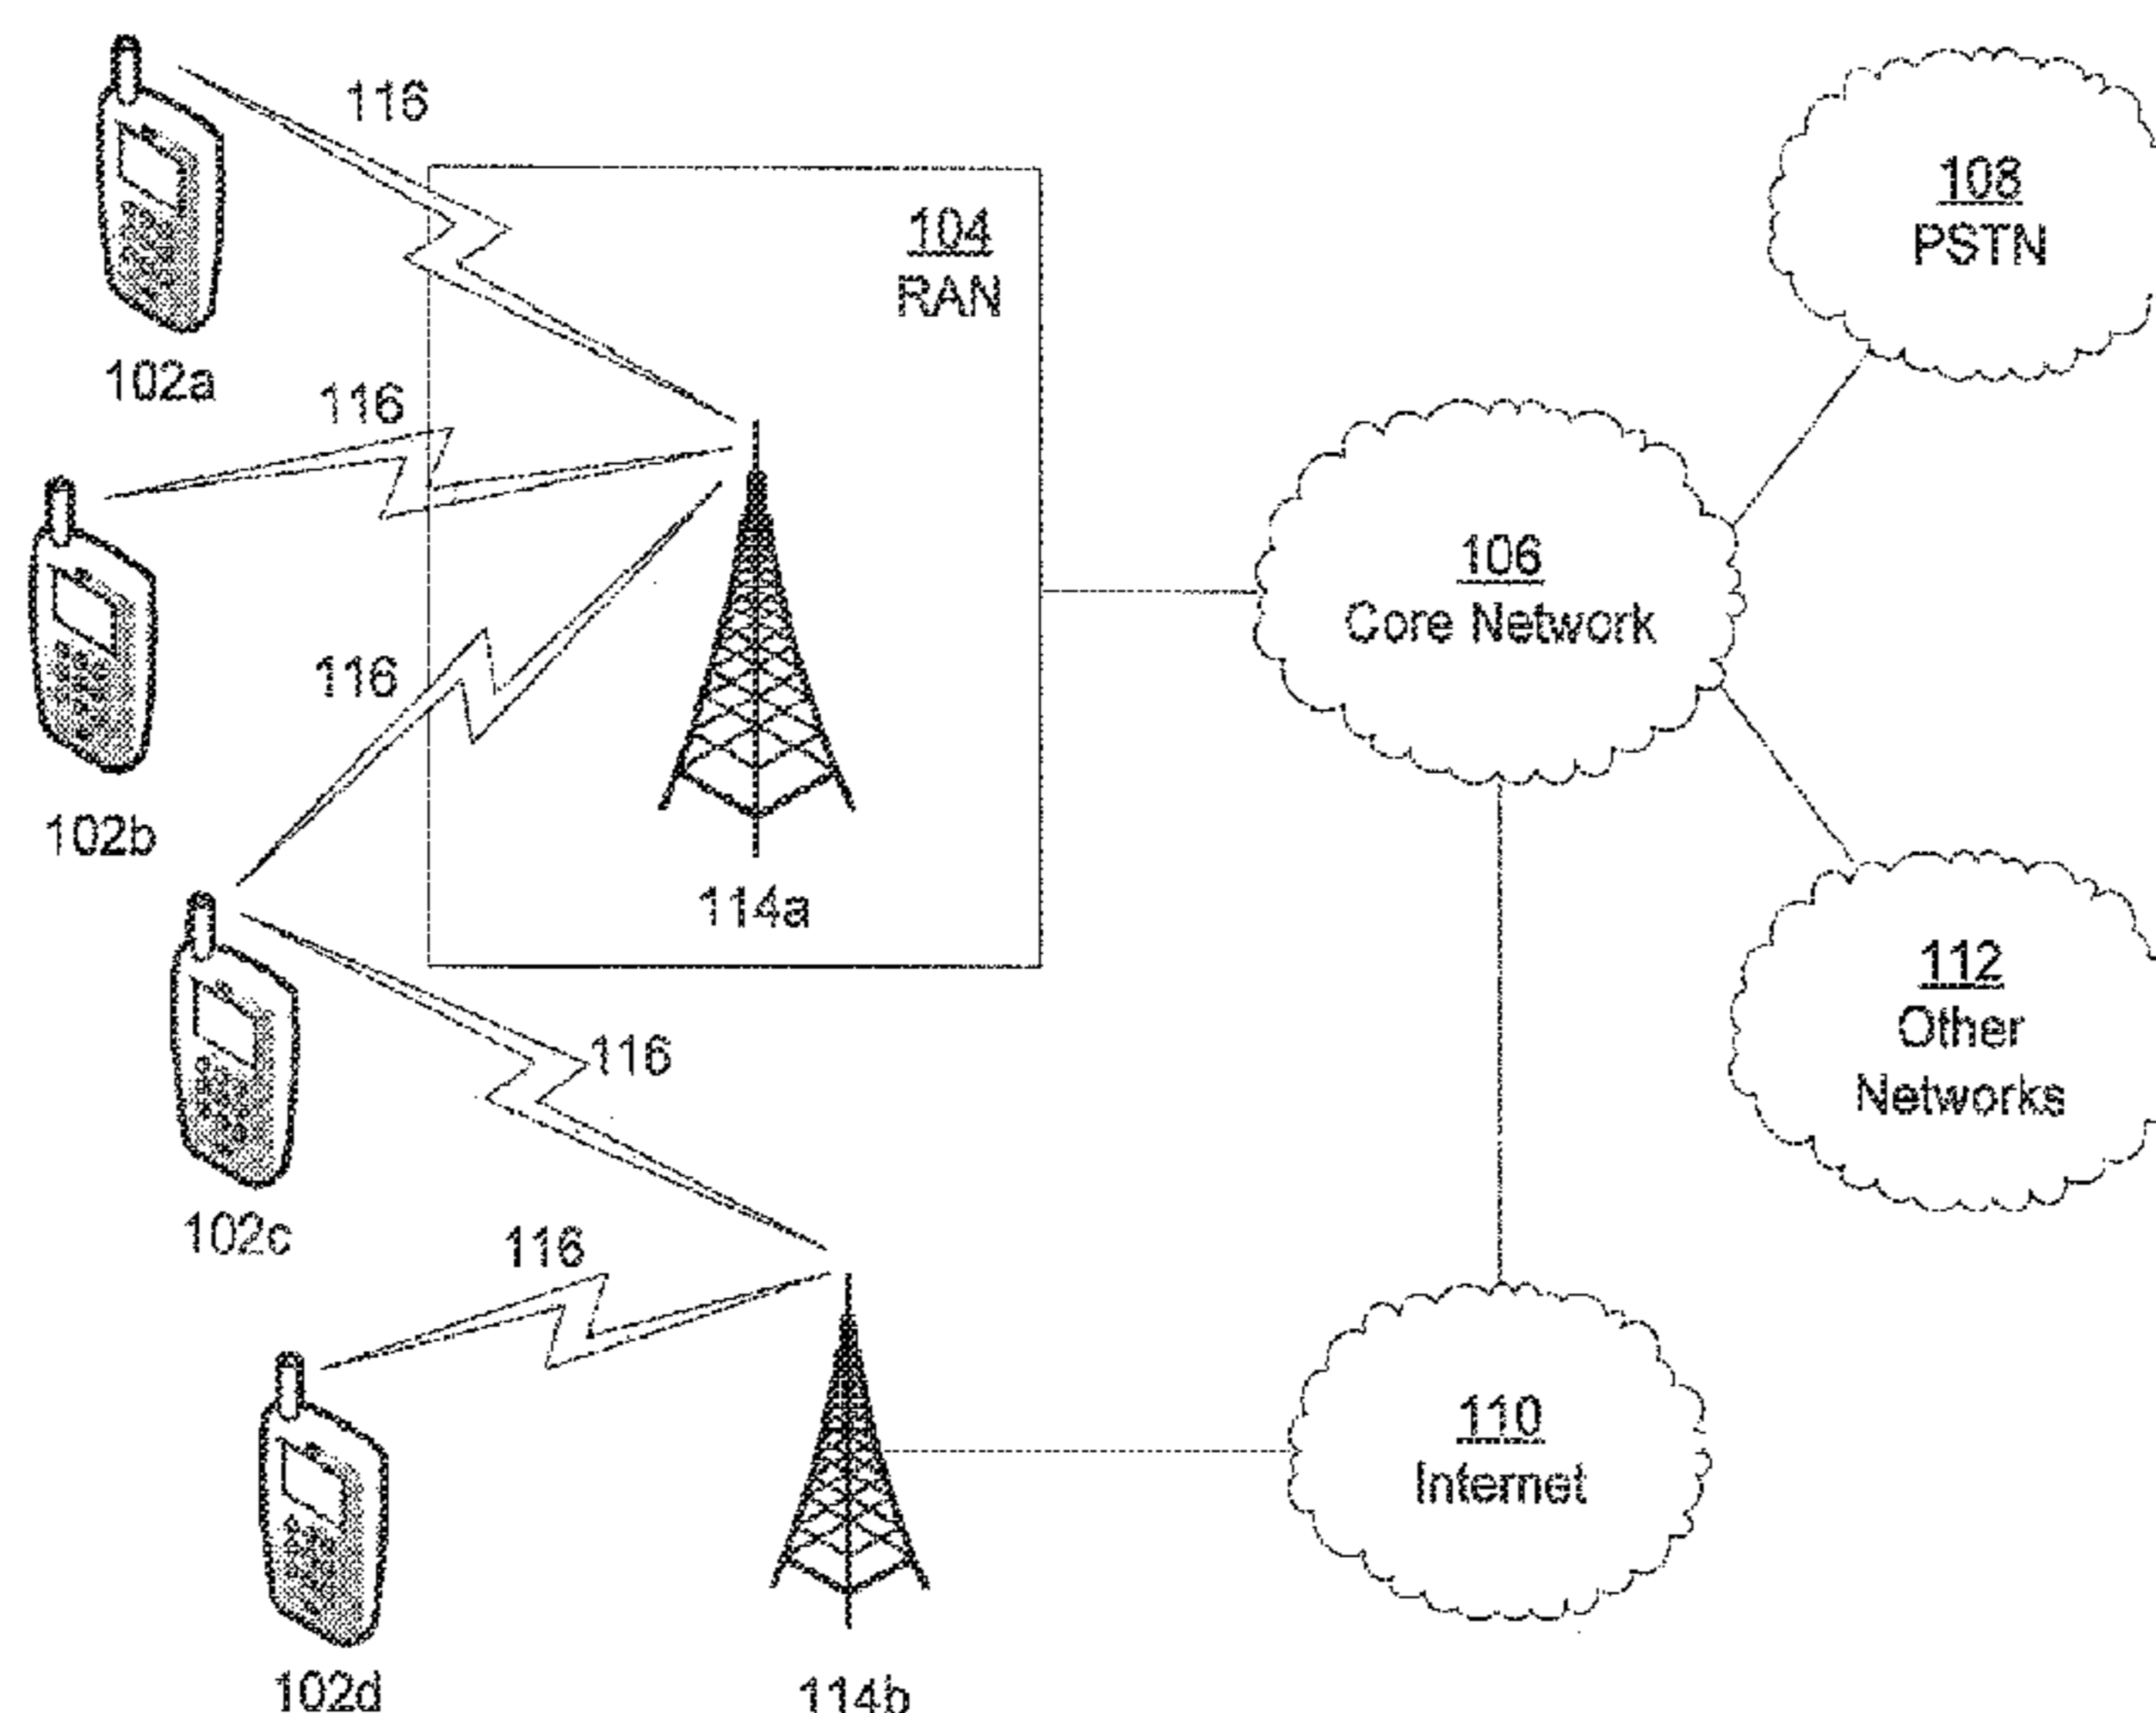 116
104
RAN
108
PSTN
102a
116
106
Core Network
116
102b
114a
112
Other
Networks
116
102c
116
110
Internet
102d
114b